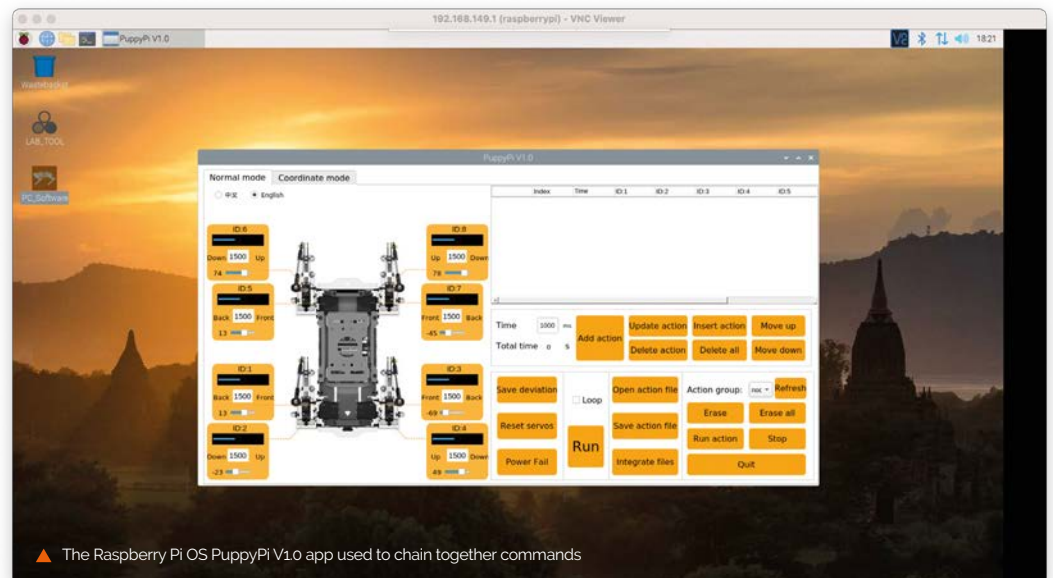 192.168.149.1 (raspberrypi) - VNC Viewer
PuppyPi V1.0
V2
18:21
Wastebasket
LAB_TOOL
PC_Software
PuppyPi V1.0
Normal mode Coordinate mode
中文 English
Index Time ID:1 ID:2 ID:3 ID:4 ID:5
ID:6
Down 1500 Up
74
ID:8
Up 1500 Down
78
ID:5
Back 1500 Front
13
ID:7
Front 1500 Back
-45
ID:1
Back 1500 Front
13
ID:3
Front 1500 Back
-69
ID:2
Down 1500 Up
-23
ID:4
Up 1500 Down
49
Time 1000 ms
Total time 0 S
Add action
Update action Insert action Move up
Delete action Delete all Move down
Save deviation
Reset servos
Power Fail
Loop
Run
Open action file
Save action file
Integrate files
Action group: Refresh
Erase Erase all
Run action Stop
Quit
The Raspberry Pi OS PuppyPi V1.0 app used to chain together commands